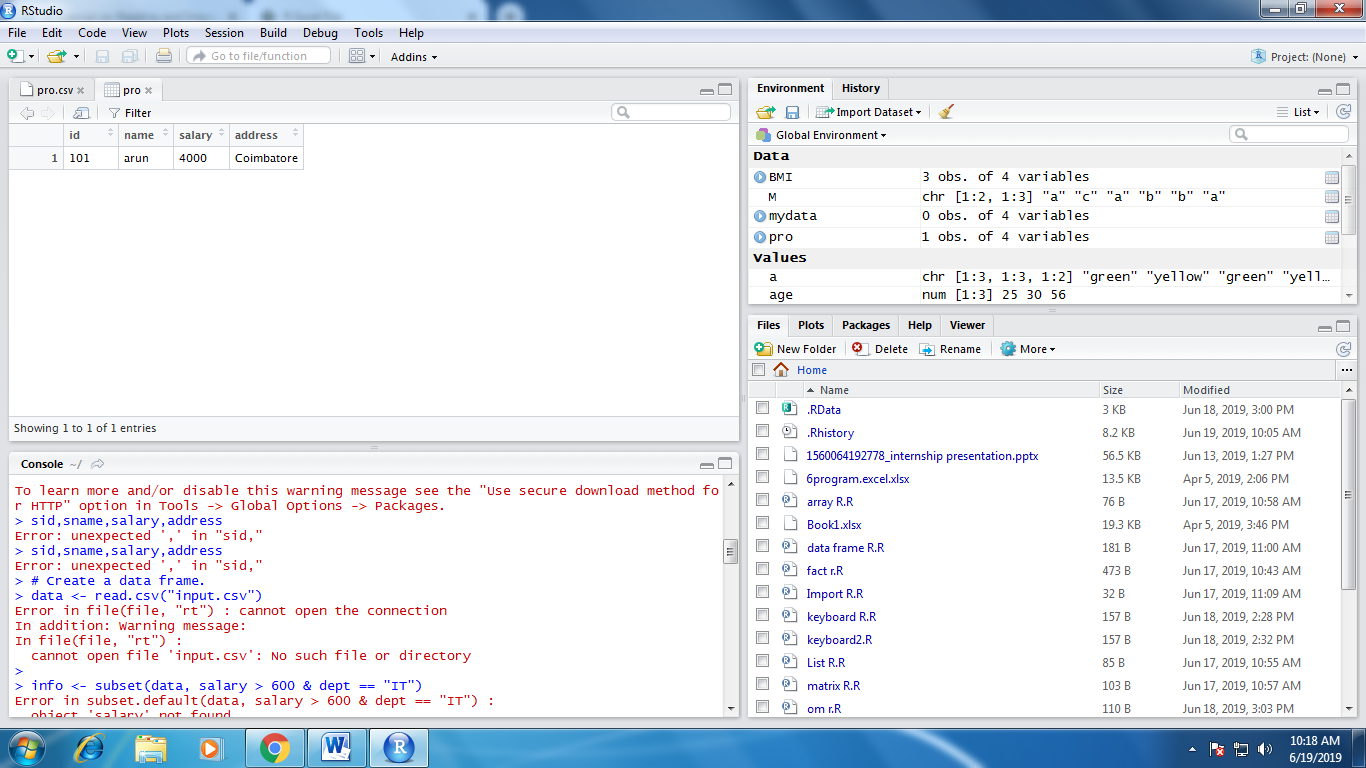 RStudio
File Edit Code View Plots Session Build Debug Tools Help
Go to file/function Addins Project: (None)
pro.csv pro
Filter
id name salary address
1 101 arun 4000 Coimbatore
Showing 1 to 1 of 1 entries
Console ~/
To learn more and/or disable this warning message see the "Use secure download method fo
r HTTP" option in Tools -> Global Options -> Packages.
> sid,sname,salary,address
Error: unexpected ',' in "sid,"
> sid,sname,salary,address
Error: unexpected ',' in "sid,"
> # Create a data frame.
> data <- read.csv("input.csv")
Error in file(file, "rt") : cannot open the connection
In addition: Warning message:
In file(file, "rt") :
cannot open file 'input.csv': No such file or directory
>
> info <- subset(data, salary > 600 & dept == "IT")
Error in subset.default(data, salary > 600 & dept == "IT") :
object 'salary' not found
Environment History
Import Dataset List
Global Environment
Data
BMI 3 obs. of 4 variables
M chr [1:2, 1:3] "a" "c" "a" "b" "b" "a"
mydata 0 obs. of 4 variables
pro 1 obs. of 4 variables
Values
a chr [1:3, 1:3, 1:2] "green" "yellow" "green" "yell…
age num [1:3] 25 30 56
Files Plots Packages Help Viewer
New Folder Delete Rename More
Home ...
Name Size Modified
.RData 3 KB Jun 18, 2019, 3:00 PM
.Rhistory 8.2 KB Jun 19, 2019, 10:05 AM
1560064192778_internship presentation.pptx 56.5 KB Jun 13, 2019, 1:27 PM
6program.excel.xlsx 13.5 KB Apr 5, 2019, 2:06 PM
array R.R 76 B Jun 17, 2019, 10:58 AM
Book1.xlsx 19.3 KB Apr 5, 2019, 3:46 PM
data frame R.R 181 B Jun 17, 2019, 11:00 AM
fact r.R 473 B Jun 17, 2019, 10:43 AM
Import R.R 32 B Jun 17, 2019, 11:09 AM
keyboard R.R 157 B Jun 18, 2019, 2:28 PM
keyboard2.R 157 B Jun 18, 2019, 2:32 PM
List R.R 85 B Jun 17, 2019, 10:55 AM
matrix R.R 103 B Jun 17, 2019, 10:57 AM
om r.R 110 B Jun 18, 2019, 3:03 PM
10:18 AM
6/19/2019